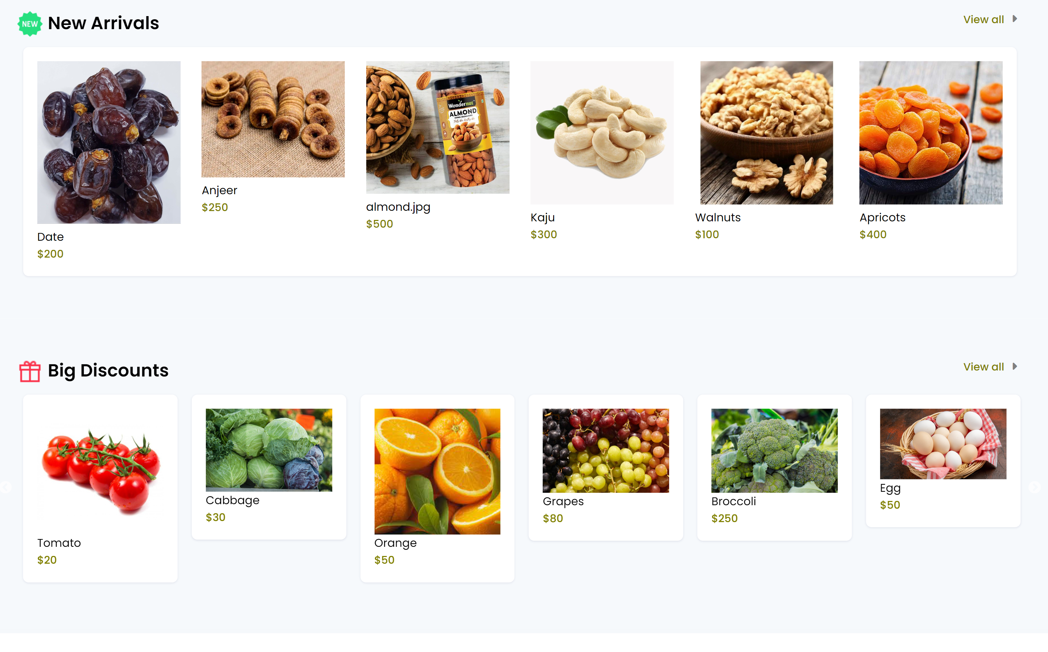 NEW New Arrivals
View all
Wonderland
ALMOND
Date
$200
Anjeer
$250
almond.jpg
$500
Kaju
$300
Walnuts
$100
Apricots
$400
Big Discounts
View all
Tomato
$20
Cabbage
$30
Orange
$50
Grapes
$80
Broccoli
$250
Egg
$50